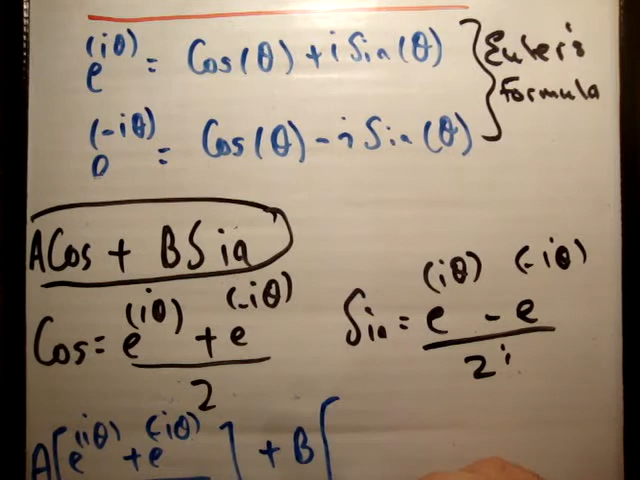 e^(iθ) = Cos(θ) + i Sin(θ) } Euler's Formula
e^(-iθ) = Cos(θ) - i Sin(θ)
ACos + BSin
Cos = (e^(iθ) + e^(-iθ)) / 2
Sin = (e^(iθ) - e^(-iθ)) / 2i
A[e^(iθ) + e^(-iθ)] + B[